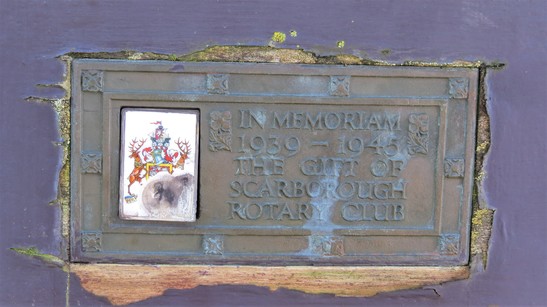 IN MEMORIAM
1939 - 1945
THE GIFT OF
SCARBOROUGH
ROTARY CLUB